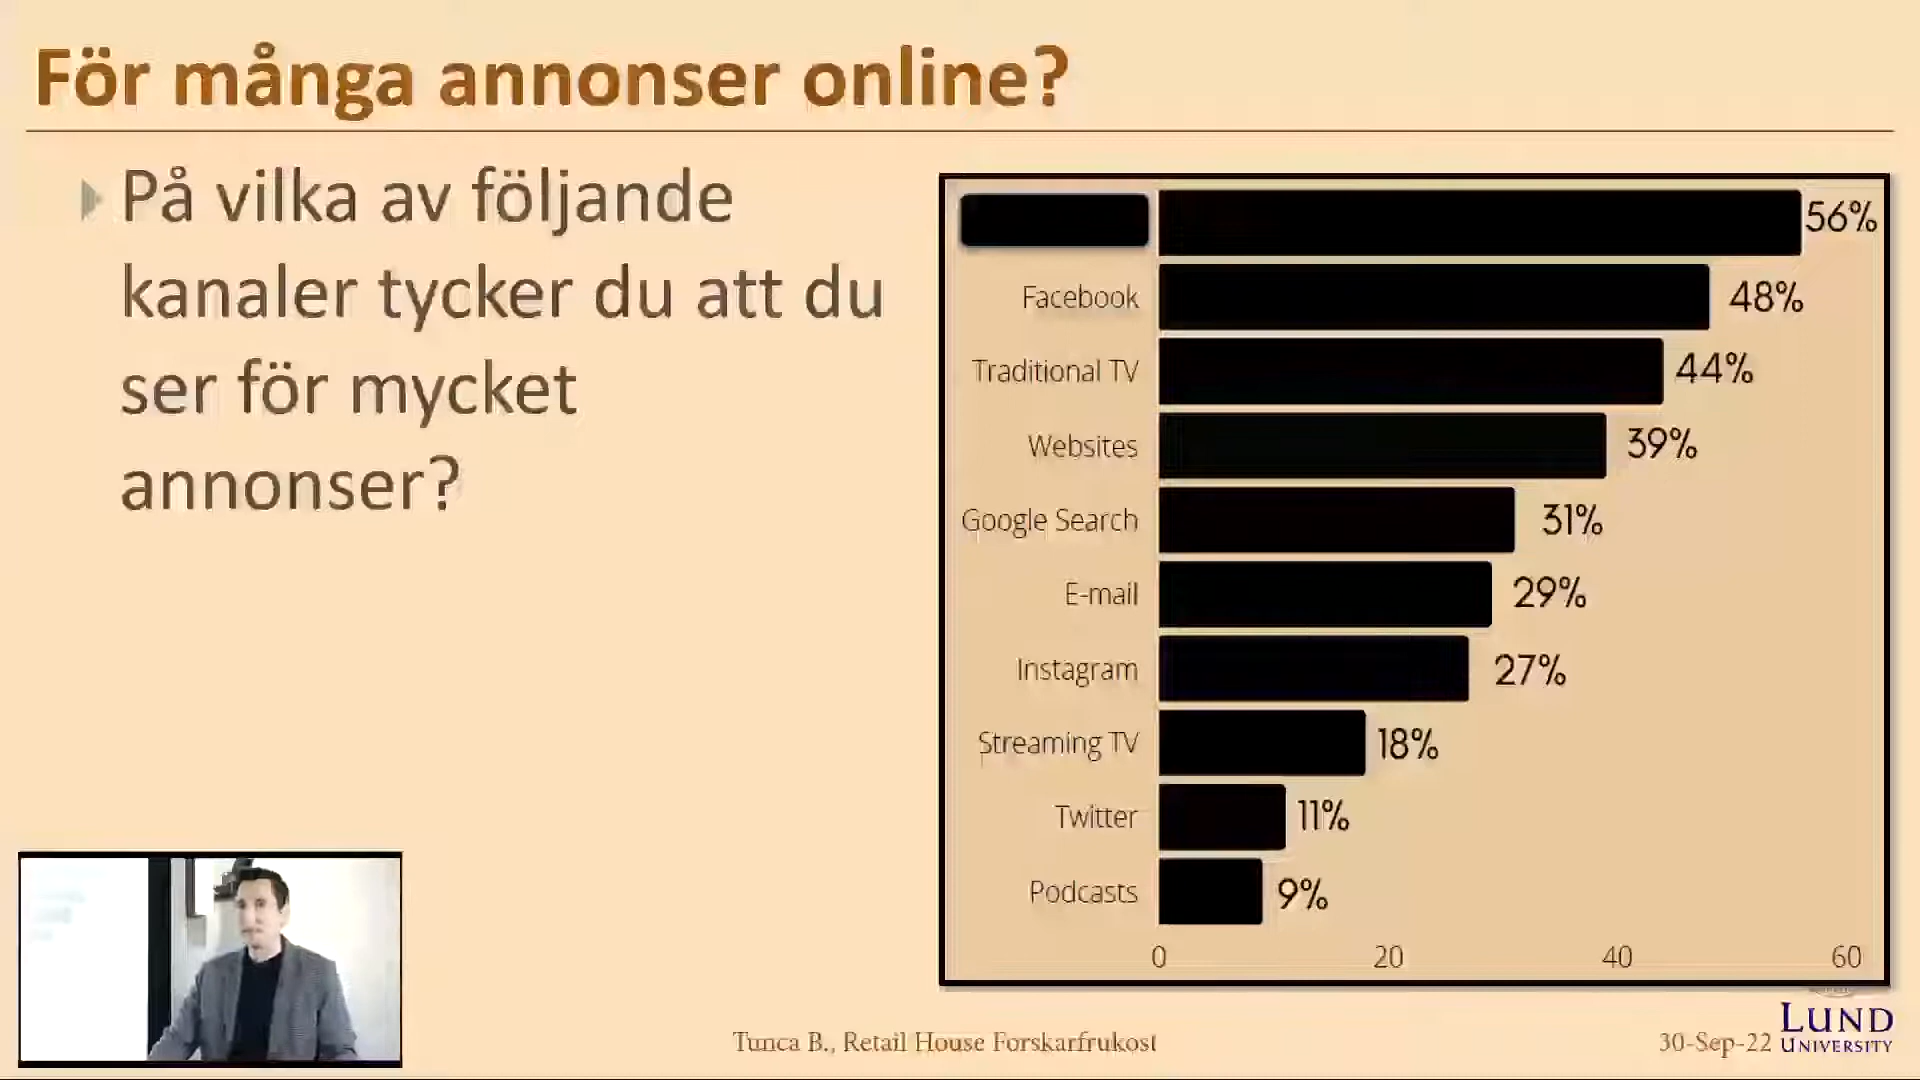 För många annonser online?
På vilka av följande
kanaler tycker du att du
ser för mycket
annonser?
56%
Facebook 48%
Traditional TV 44%
Websites 39%
Google Search 31%
E-mail 29%
Instagram 27%
Streaming TV 18%
Twitter 11%
Podcasts 9%
0 20 40 60
Tunca B., Retail House Forskarfrukost
30-Sep-22
LUND
UNIVERSITY